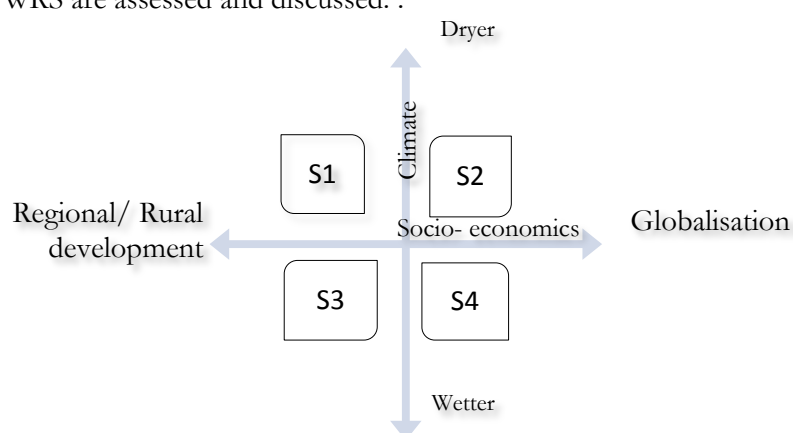 WRS are assessed and discussed. .
Dryer
Climate
S1
S2
Regional/ Rural
development
Socio- economics
Globalisation
S3
S4
Wetter